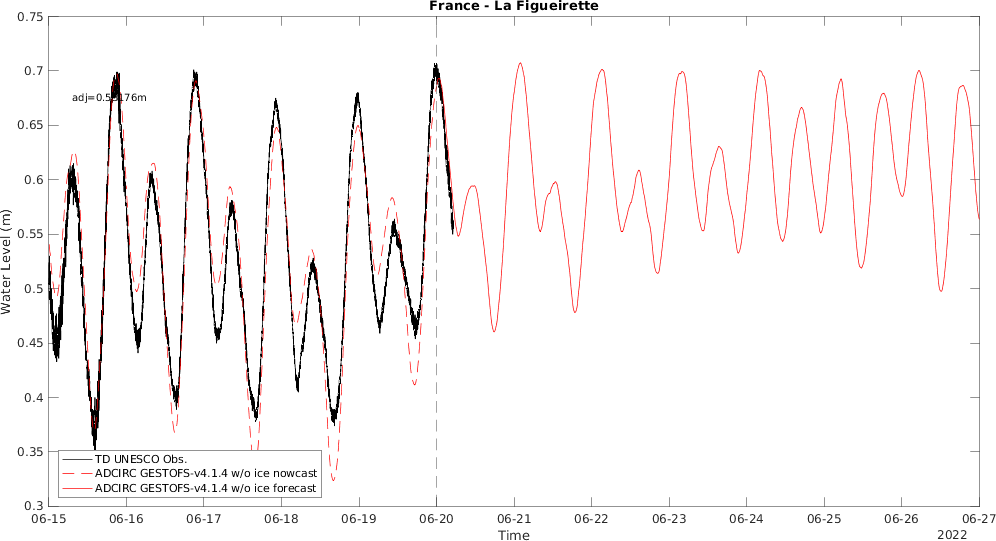 France - La Figueirette
0.75
0.7
0.65
0.6
0.55
0.5
0.45
0.4
0.35
0.3
Water Level (m)
TD UNESCO Obs.
ADCIRC GESTOFS-v4.1.4 w/o ice nowcast
ADCIRC GESTOFS-v4.1.4 w/o ice forecast
06-15 06-16 06-17 06-18 06-19 06-20 06-21 06-22 06-23 06-24 06-25 06-26 06-27
Time
2022